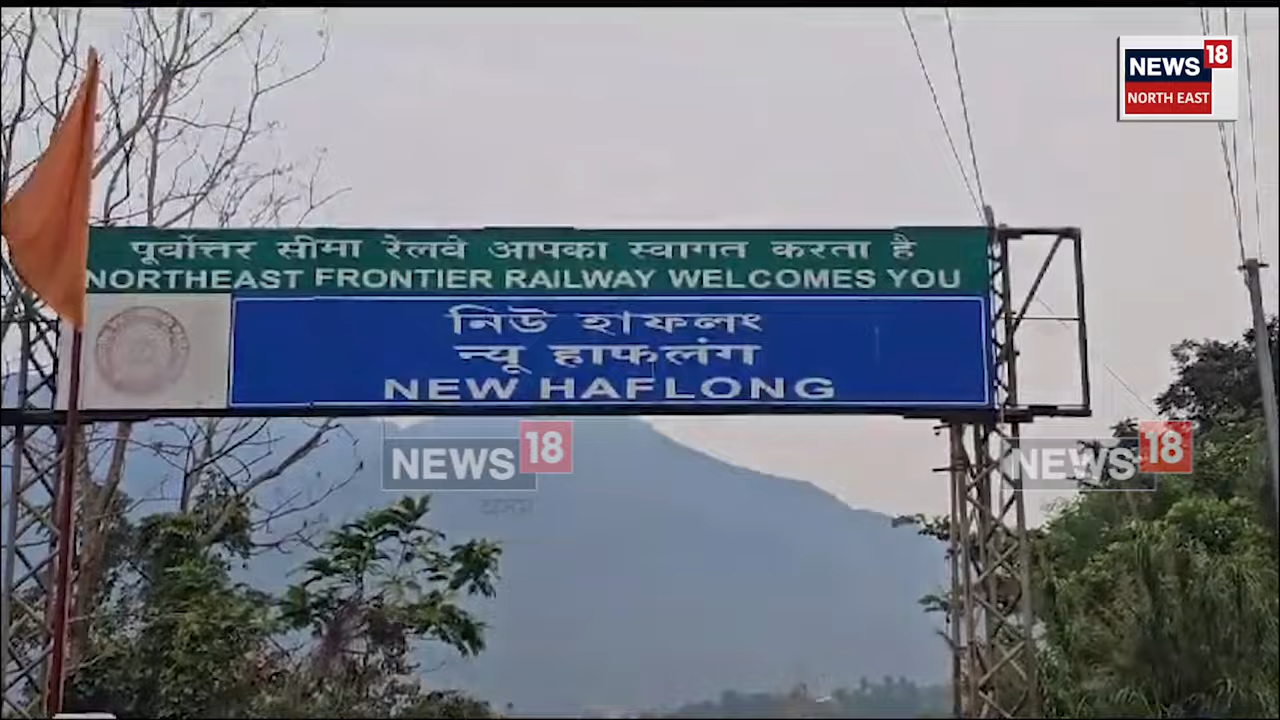 NEWS 18
NORTH EAST
पूर्वोत्तर सीमा रेलवे आपका स्वागत करता है
NORTHEAST FRONTIER RAILWAY WELCOMES YOU
নিউ হাফলং
न्यू हाफलंग
NEW HAFLONG
NEWS 18
NEWS 18